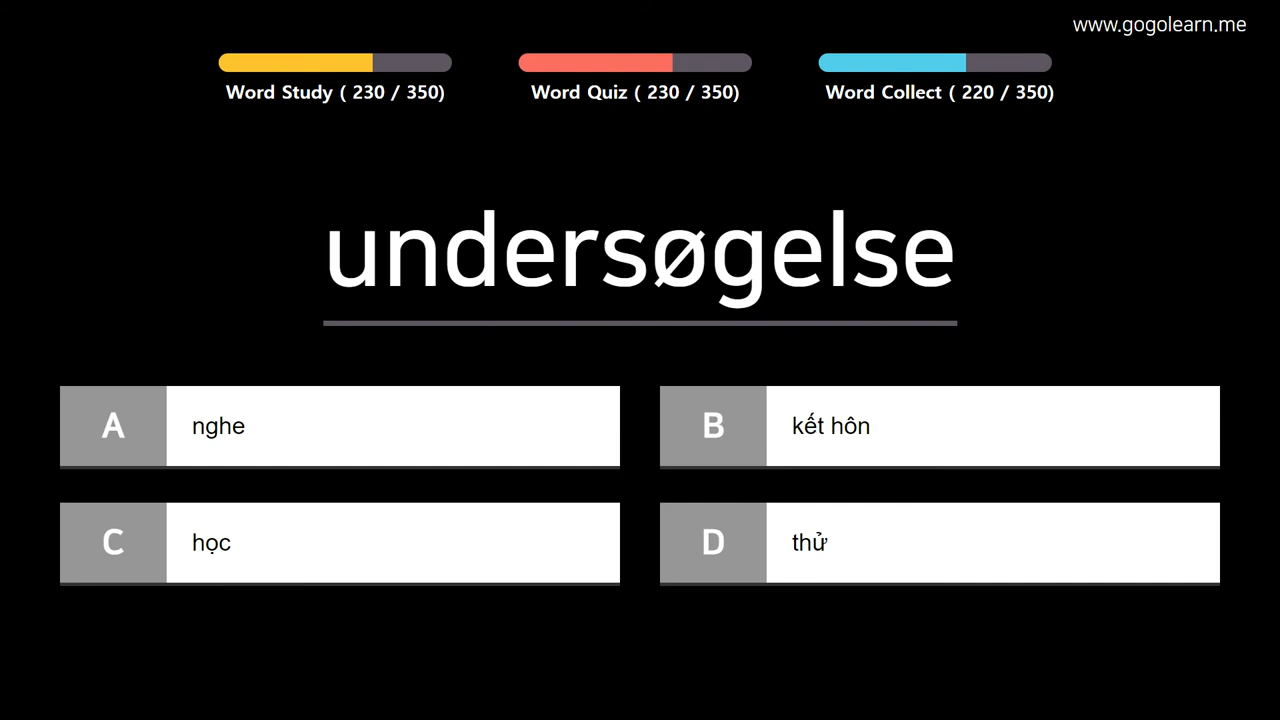 www.gogolearn.me
Word Study ( 230 / 350)
Word Quiz ( 230 / 350)
Word Collect ( 220 / 350)
undersøgelse
A nghe
B kết hôn
C học
D thử